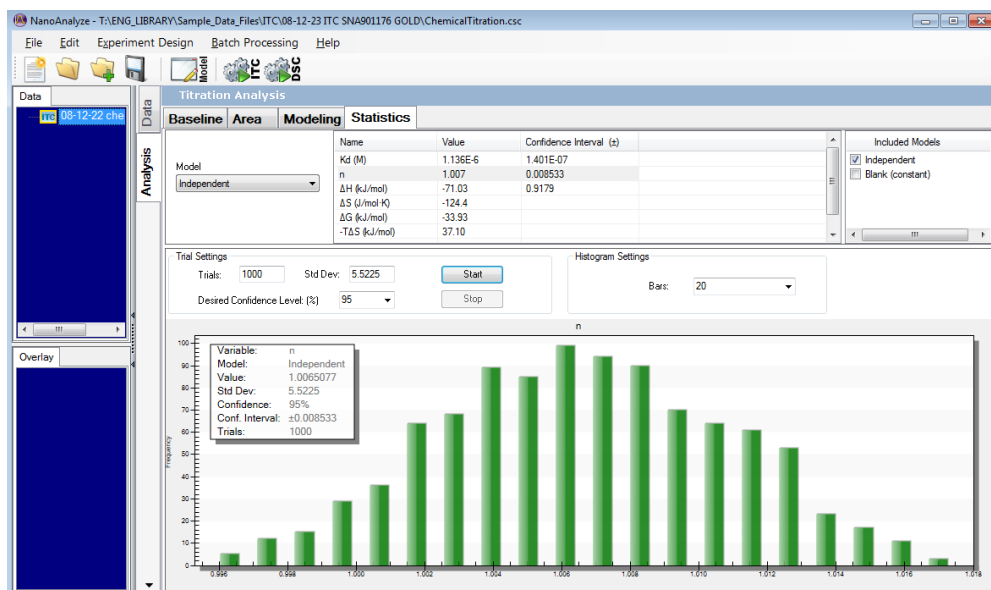 NanoAnalyze - T:\ENG_LIBRARY\Sample_Data_Files\ITC\08-12-23 ITC SNA901176 GOLD\ChemicalTitration.csc
File Edit Experiment Design Batch Processing Help
Model ITC DSC
Data
ITC 08-12-22 che
Data
Analysis
Titration Analysis
Baseline Area Modeling Statistics
Model
Independent
Name Value Confidence Interval (±)
Kd (M) 1.136E-6 1.401E-07
n 1.007 0.008533
ΔH (kJ/mol) -71.03 0.9179
ΔS (J/mol·K) -124.4
ΔG (kJ/mol) -33.93
-TΔS (kJ/mol) 37.10
Included Models
Independent
Blank (constant)
Trial Settings
Trials: 1000 Std Dev: 5.5225 Start
Desired Confidence Level: (%) 95 Stop
Histogram Settings
Bars: 20
Overlay
n
Variable: n
Model: Independent
Value: 1.0065077
Std Dev: 5.5225
Confidence: 95%
Conf. Interval: ±0.008533
Trials: 1000
Frequency
100
90
80
70
60
50
40
30
20
10
0
0.996 0.998 1.000 1.002 1.004 1.006 1.008 1.010 1.012 1.014 1.016 1.018